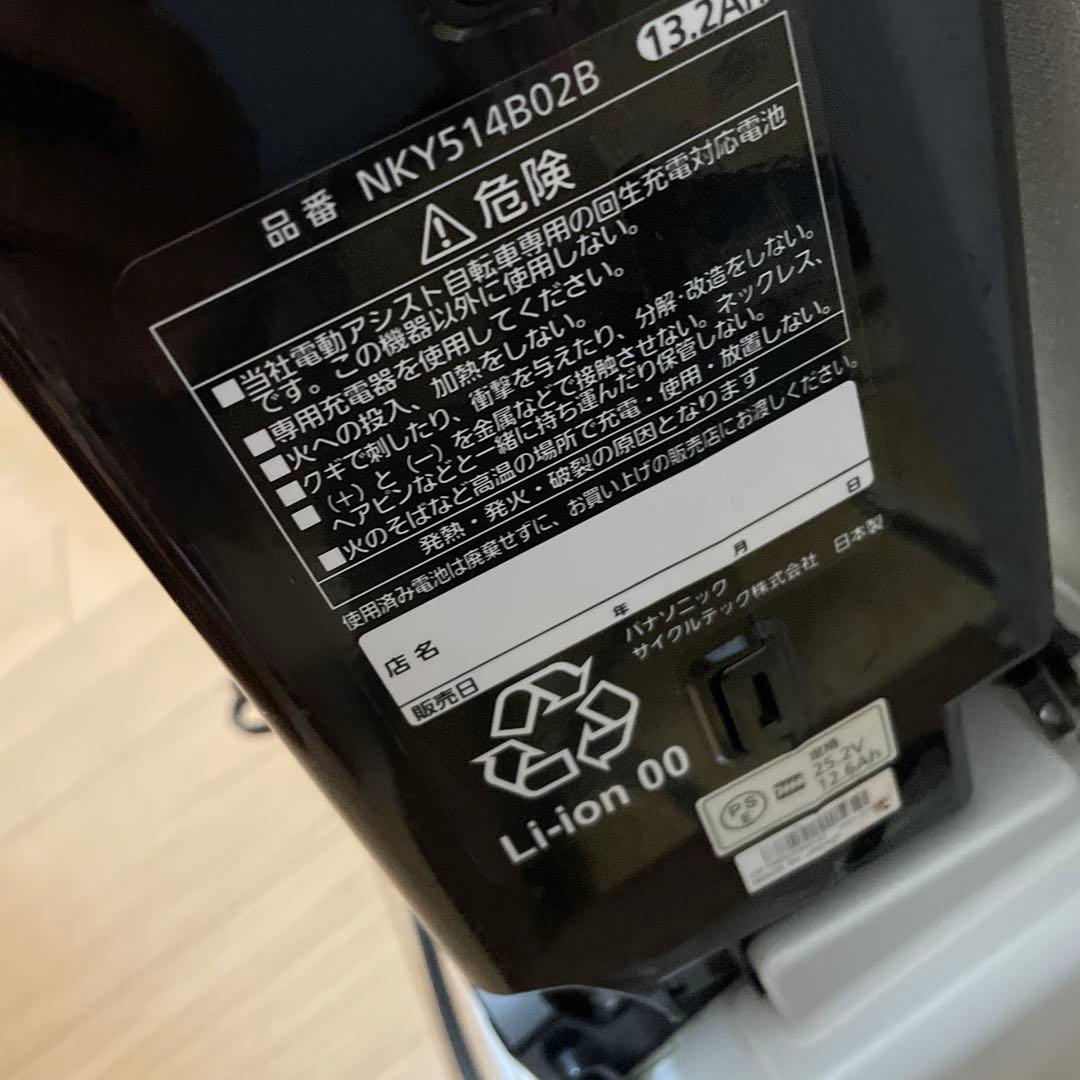 13.2Ah
品番 NKY514B02B
⚠危険
■当社電動アシスト自転車専用の回生充電対応電池
です。この機器以外に使用しない。
■専用充電器を使用してください。
■火への投入、加熱をしない。
■クギで刺したり、衝撃を与えたり、分解・改造をしない。
■(+)と(−)を金属などで接触させない。ネックレス、
ヘアピンなどと一緒に持ち運んだり保管しない。
■火のそばなど高温の場所で充電・使用・放置しない。
発熱・発火・破裂の原因となります
使用済み電池は廃棄せずに、お買い上げの販売店にお渡しください。
店名
販売日 年 月 日
パナソニック
サイクルテック株式会社 日本製
Li-ion 00
PS
E
定格
25.2V
12.6Ah